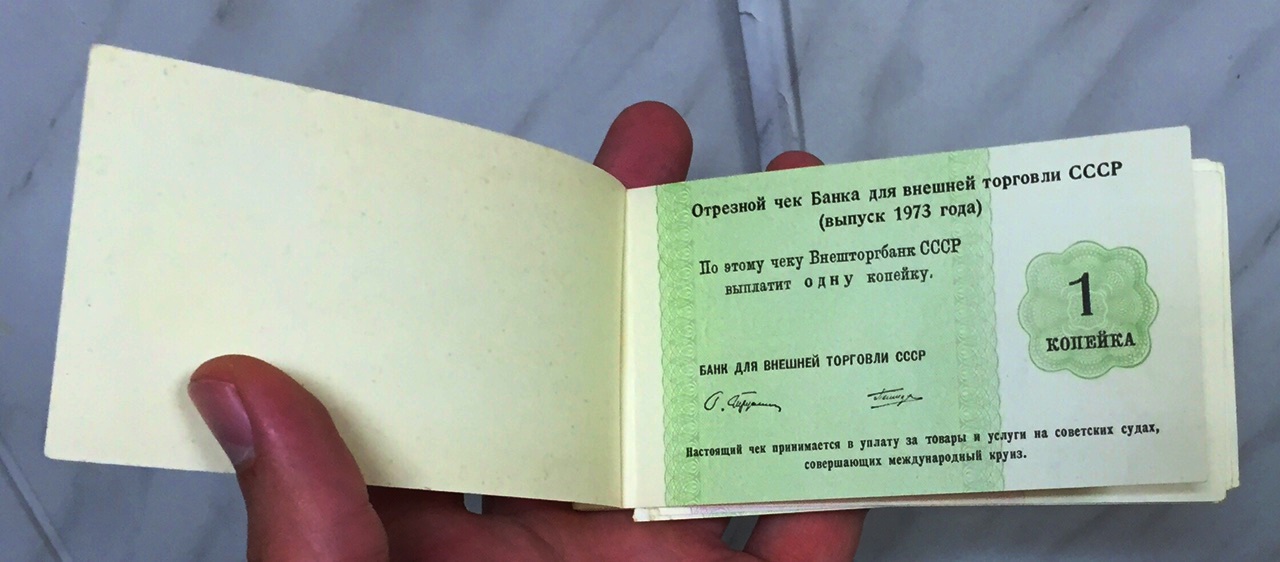 Отрезной чек Банка для внешней торговли СССР
(выпуск 1973 года)
По этому чеку Внешторгбанк СССР
выплатит одну копейку.
1
КОПЕЙКА
БАНК ДЛЯ ВНЕШНЕЙ ТОРГОВЛИ СССР
Настоящий чек принимается в уплату за товары и услуги на советских судах,
совершающих международный круиз.